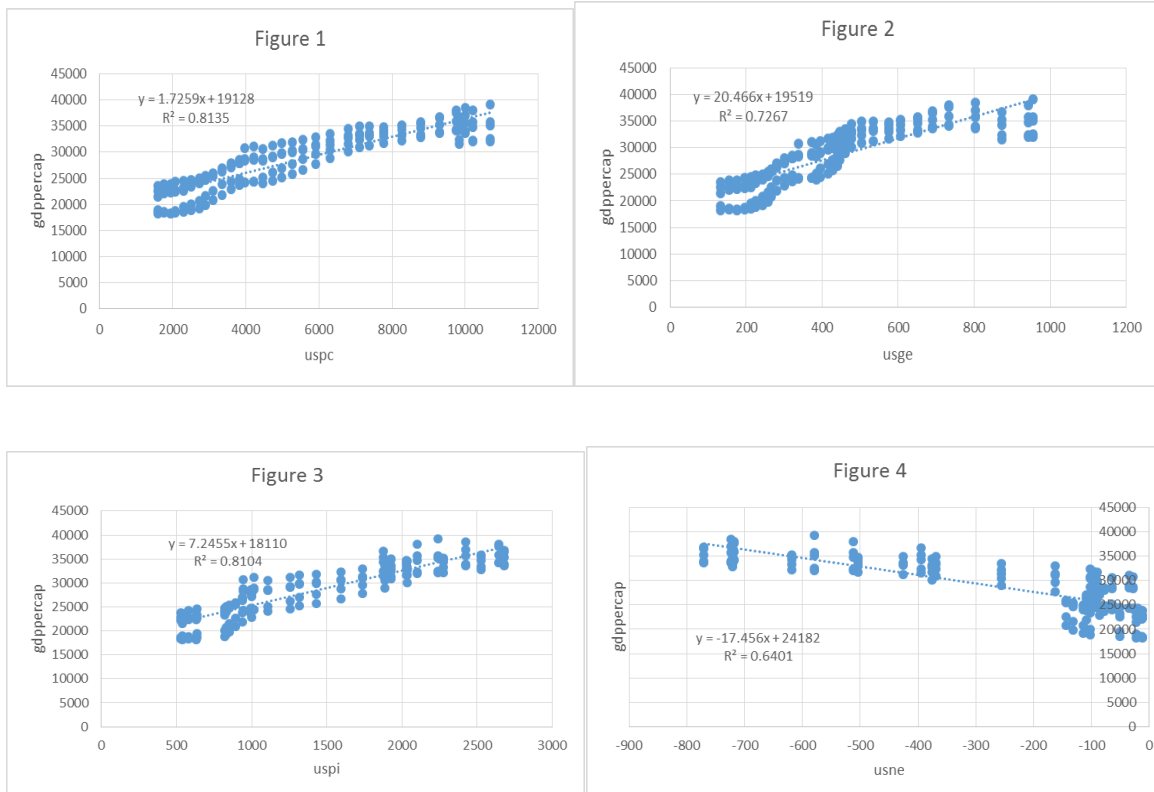 Figure 1
45000
40000
35000
30000
25000
20000
15000
10000
5000
0
gdppercap
y = 1.7259x + 19128
R² = 0.8135
0 2000 4000 6000 8000 10000 12000
uspc
Figure 2
45000
40000
35000
30000
25000
20000
15000
10000
5000
0
gdppercap
y = 20.466x + 19519
R² = 0.7267
0 200 400 600 800 1000 1200
usge
Figure 3
45000
40000
35000
30000
25000
20000
15000
10000
5000
0
gdppercap
y = 7.2455x + 18110
R² = 0.8104
0 500 1000 1500 2000 2500 3000
uspi
Figure 4
45000
40000
35000
30000
25000
20000
15000
10000
5000
0
gdppercap
y = -17.456x + 24182
R² = 0.6401
-900 -800 -700 -600 -500 -400 -300 -200 -100 0
usne